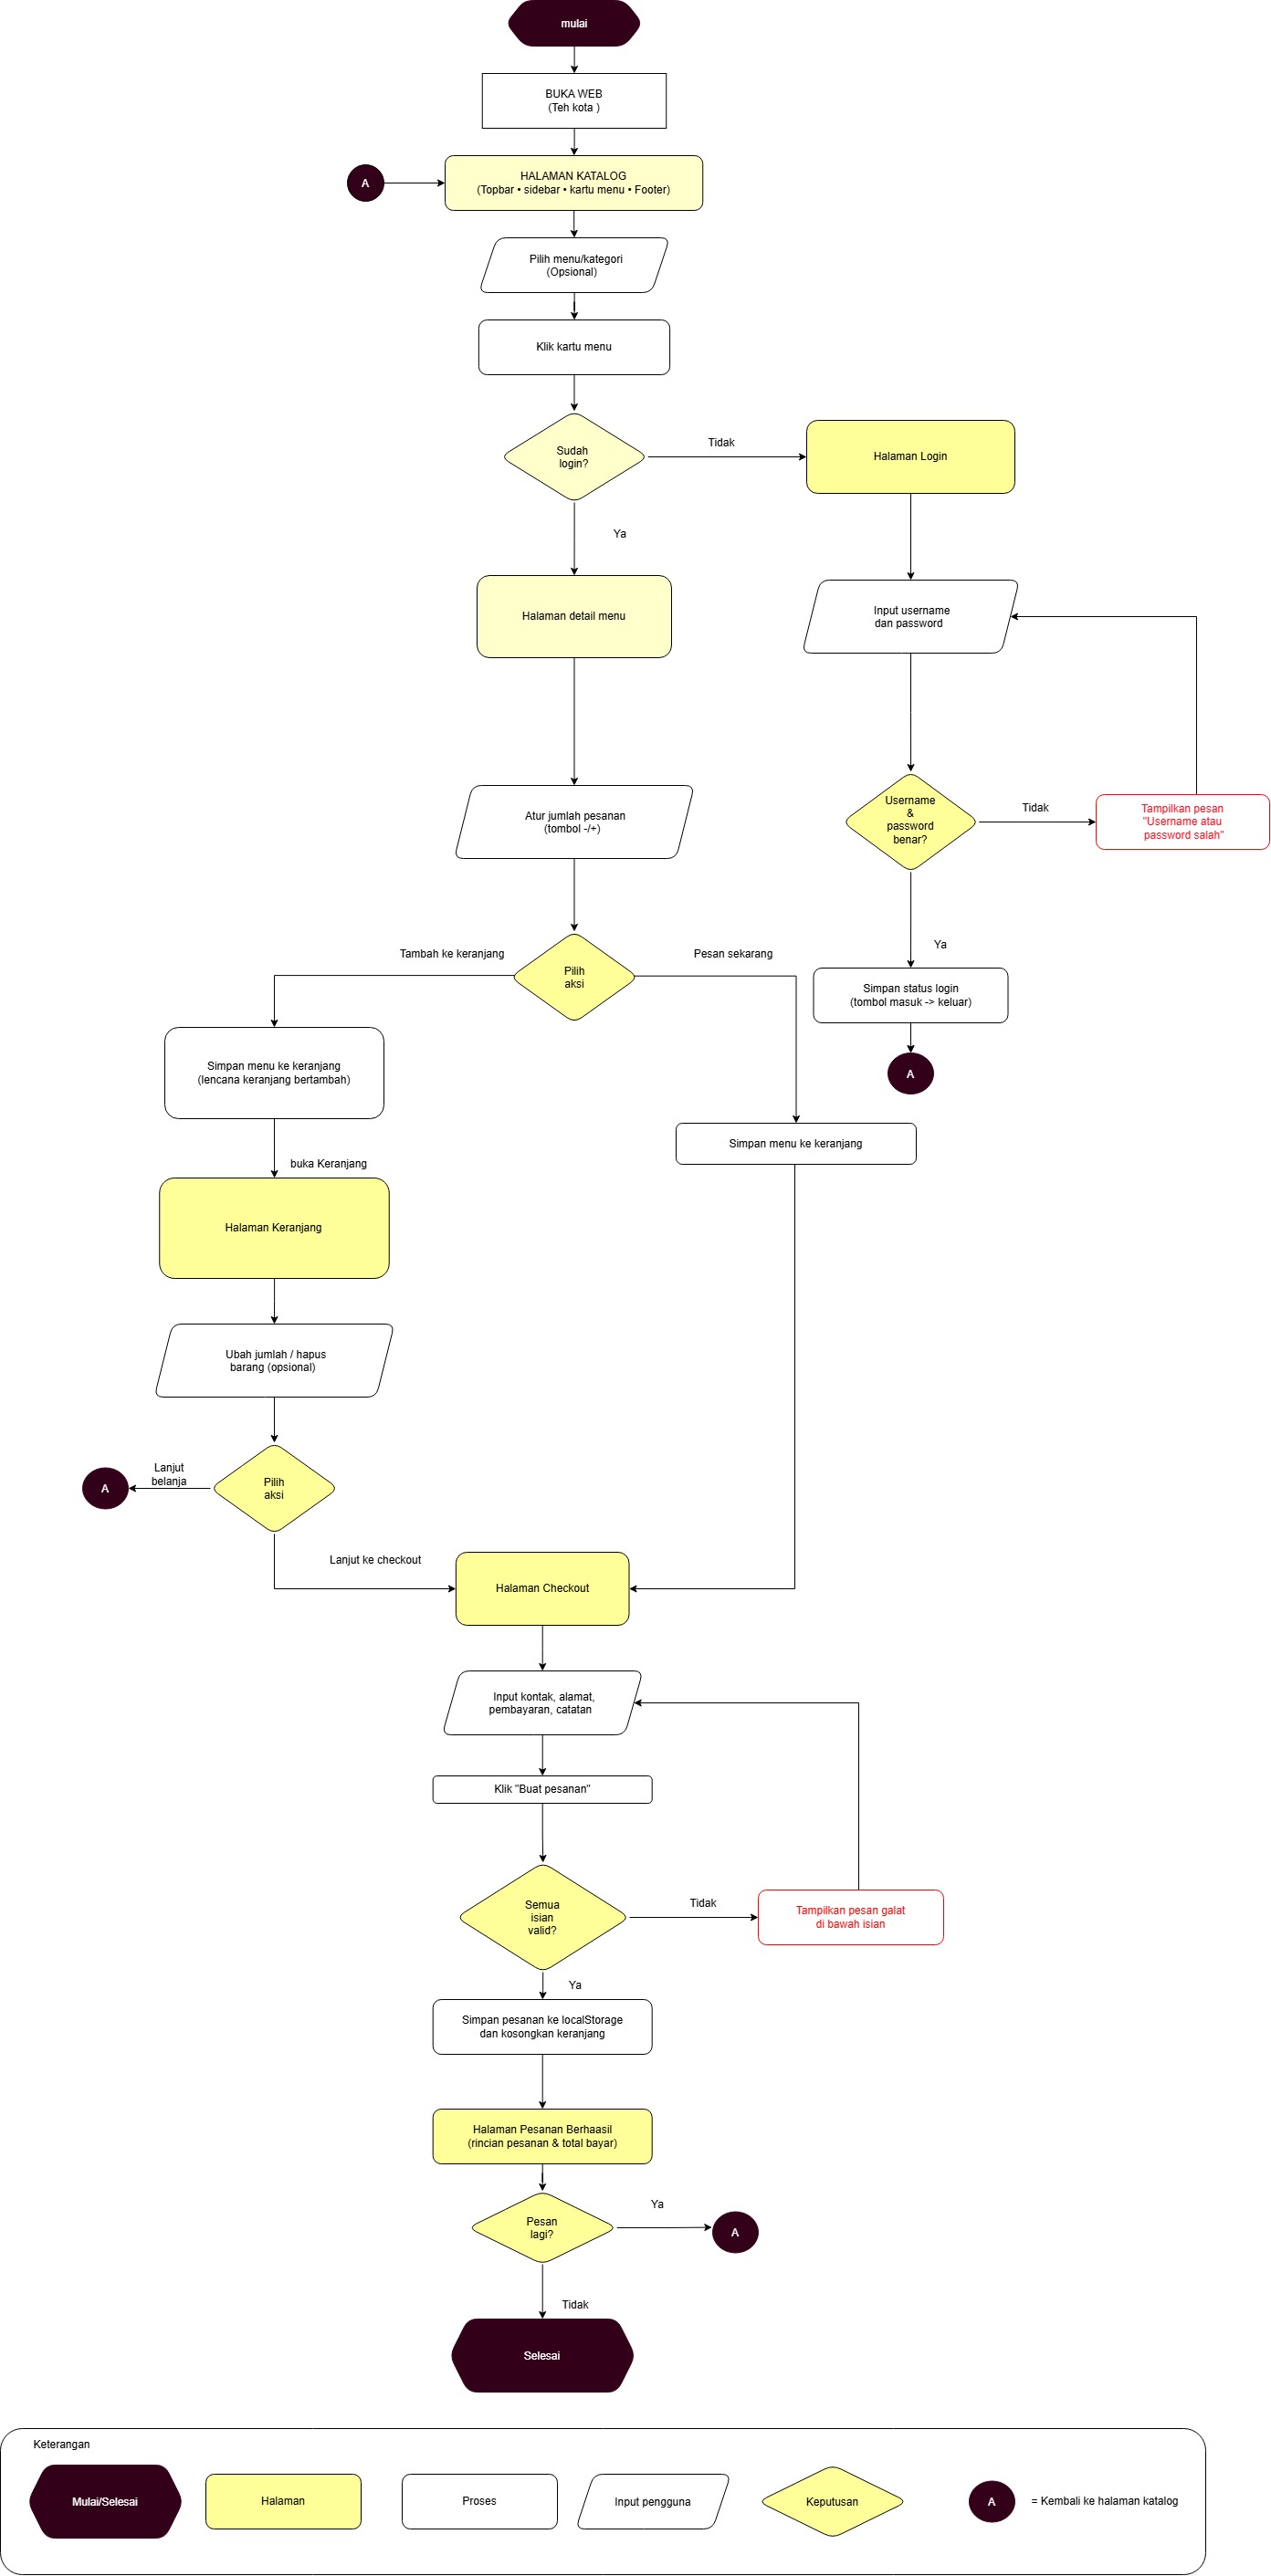 mulai
BUKA WEB
(Teh kota )
A
HALAMAN KATALOG
(Topbar • sidebar • kartu menu • Footer)
Pilih menu/kategori
(Opsional)
Klik kartu menu
Sudah
login?
Tidak
Halaman Login
Ya
Halaman detail menu
Input username
dan password
Atur jumlah pesanan
(tombol -/+)
Username
&
password
benar?
Tidak
Tampilkan pesan
"Username atau
password salah"
Ya
Tambah ke keranjang
Pilih
aksi
Pesan sekarang
Simpan status login
(tombol masuk -> keluar)
A
Simpan menu ke keranjang
(lencana keranjang bertambah)
Simpan menu ke keranjang
buka Keranjang
Halaman Keranjang
Ubah jumlah / hapus
barang (opsional)
A
Lanjut
belanja
Pilih
aksi
Lanjut ke checkout
Halaman Checkout
Input kontak, alamat,
pembayaran, catatan
Klik "Buat pesanan"
Semua
isian
valid?
Tidak
Tampilkan pesan galat
di bawah isian
Ya
Simpan pesanan ke localStorage
dan kosongkan keranjang
Halaman Pesanan Berhaasil
(rincian pesanan & total bayar)
Pesan
lagi?
Ya
A
Tidak
Selesai
Keterangan
Mulai/Selesai
Halaman
Proses
Input pengguna
Keputusan
A
= Kembali ke halaman katalog